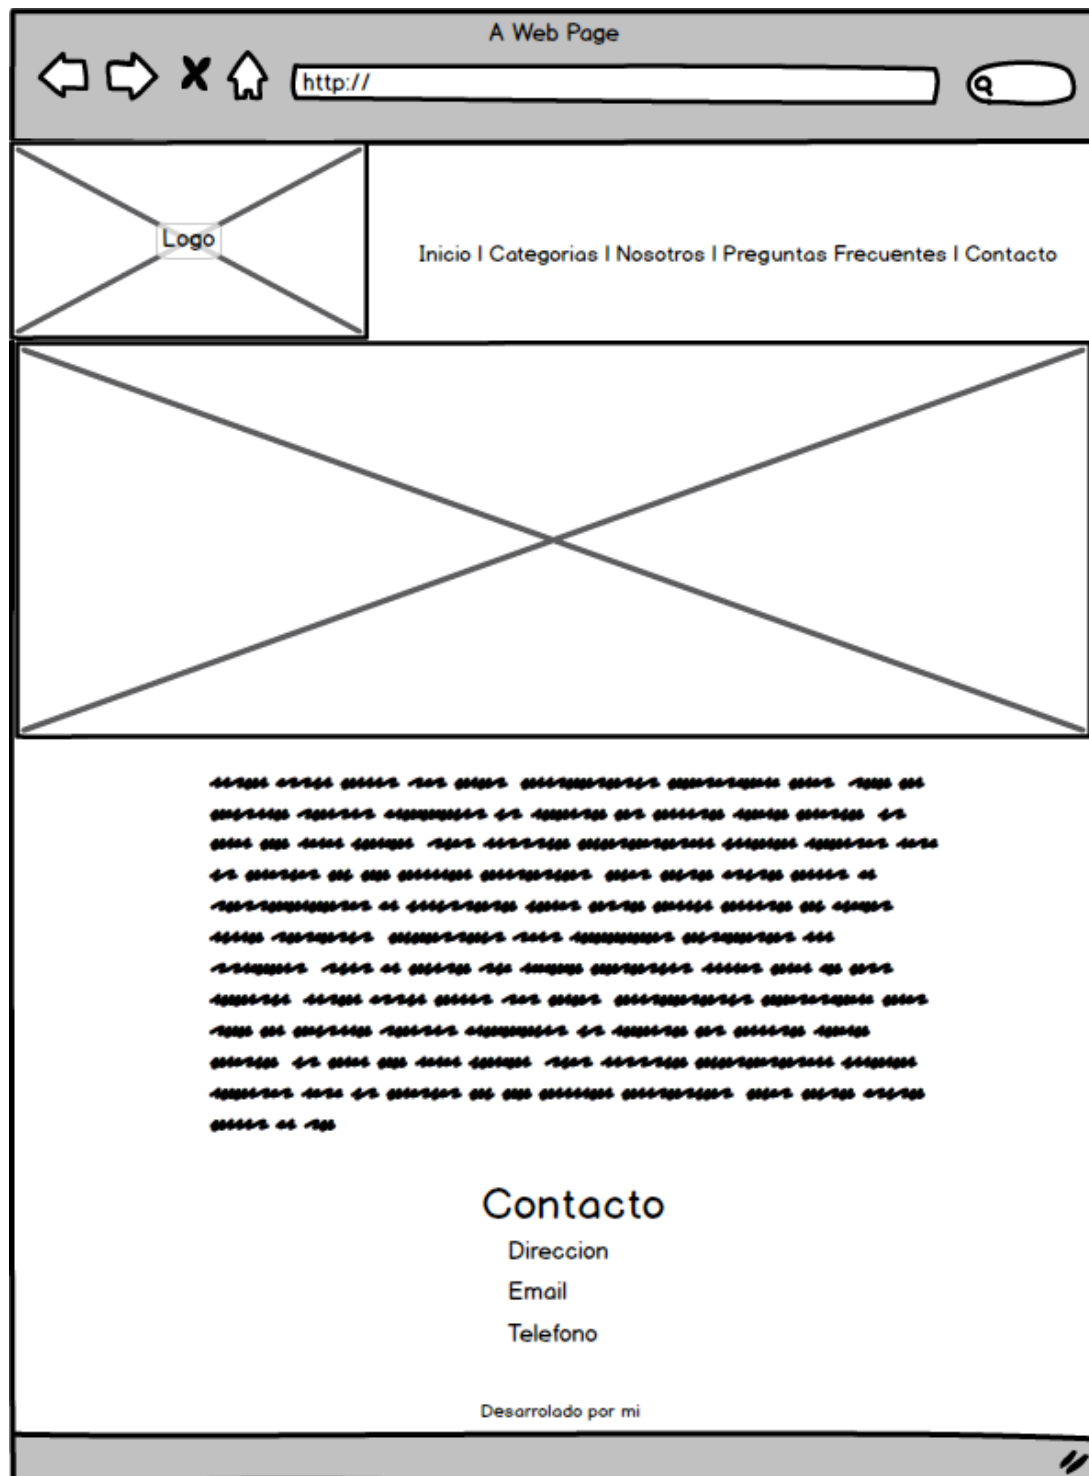 A Web Page
http://
Logo
Inicio | Categorias | Nosotros | Preguntas Frecuentes | Contacto
Contacto
Direccion
Email
Telefono
Desarrolado por mi